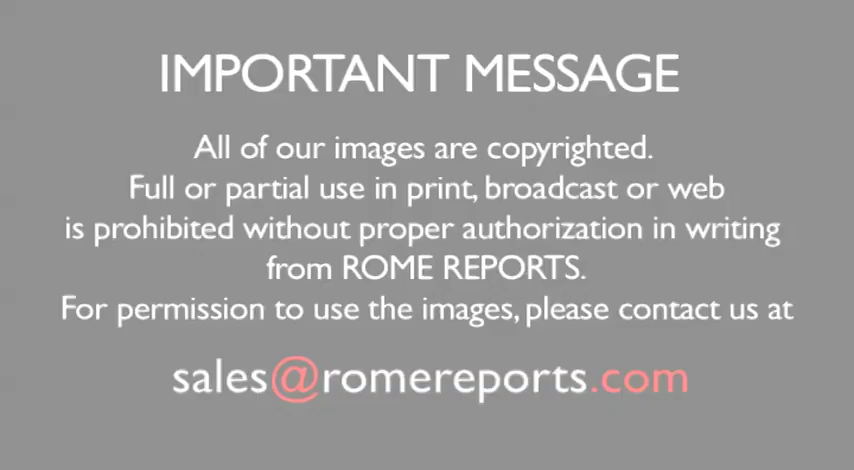 IMPORTANT MESSAGE
All of our images are copyrighted.
Full or partial use in print, broadcast or web
is prohibited without proper authorization in writing
from ROME REPORTS.
For permission to use the images, please contact us at
sales@romereports.com